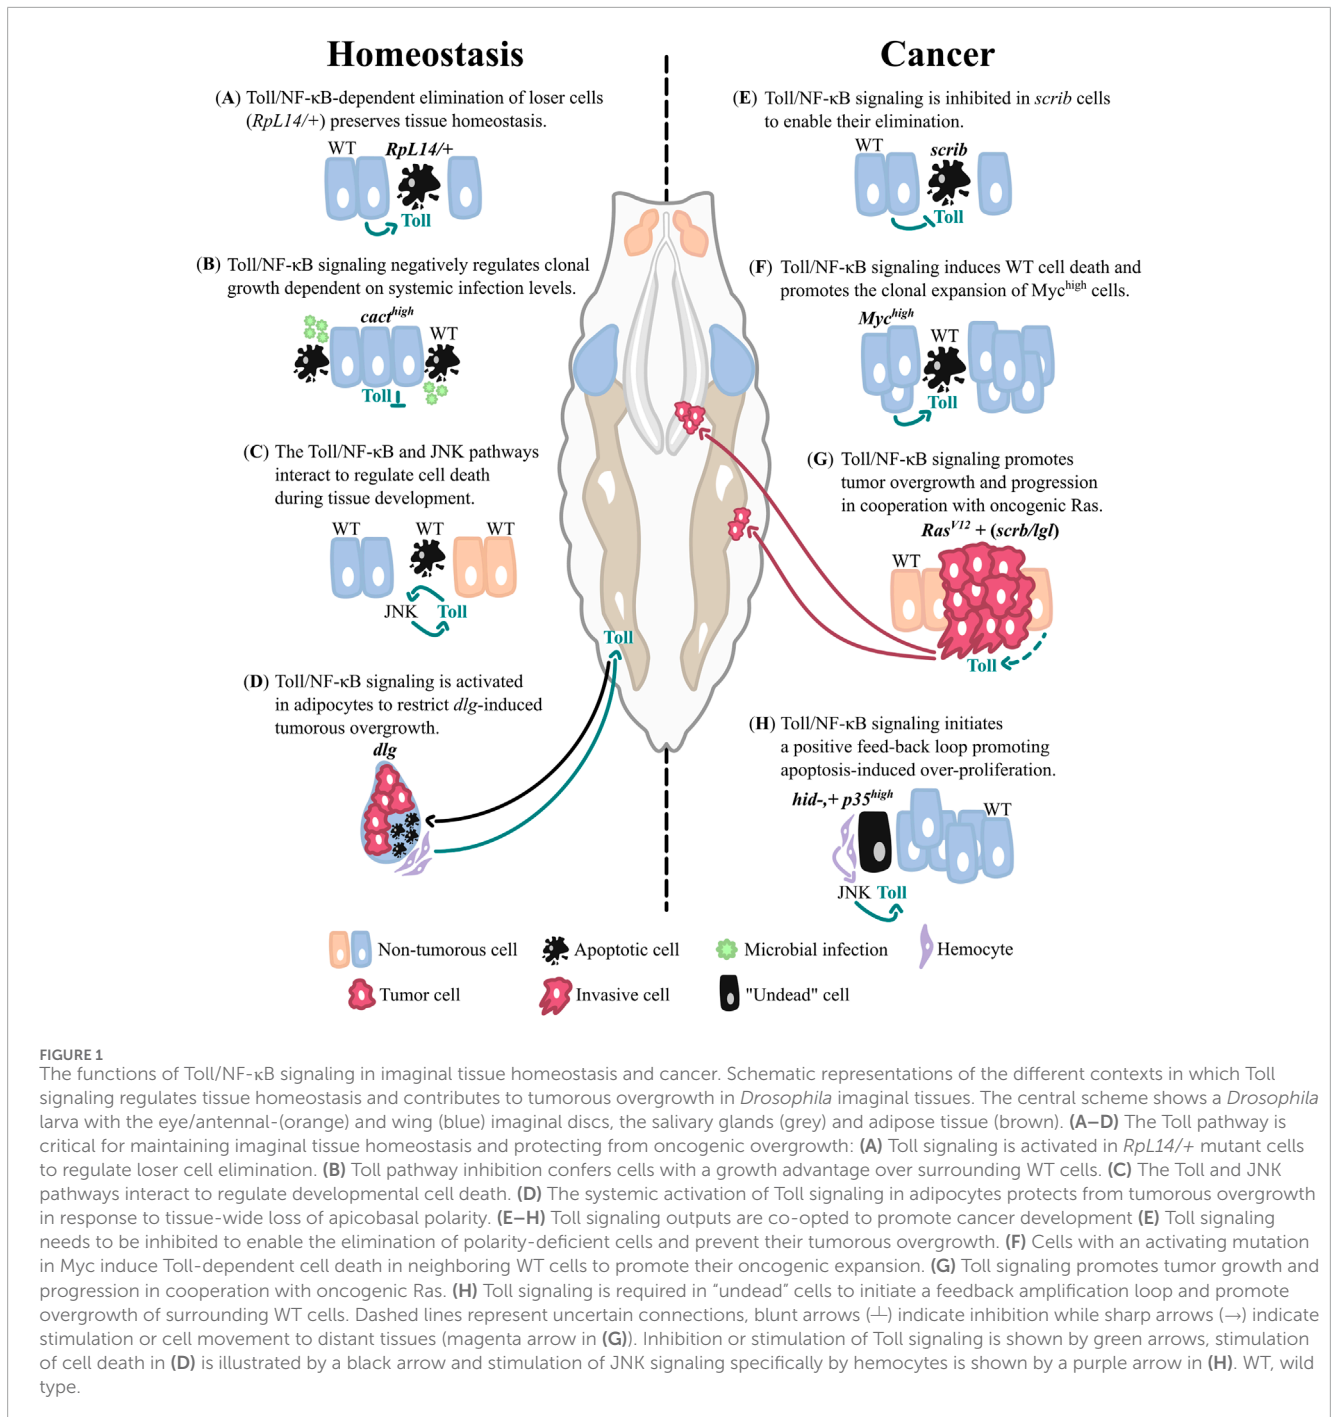 Homeostasis
(A) Toll/NF-κB-dependent elimination of loser cells
(RpL14/+) preserves tissue homeostasis.
WT
RpL14/+
Toll
(B) Toll/NF-κB signaling negatively regulates clonal
growth dependent on systemic infection levels.
cact^high
WT
Toll
(C) The Toll/NF-κB and JNK pathways
interact to regulate cell death
during tissue development.
WT
WT
WT
JNK
Toll
Toll
(D) Toll/NF-κB signaling is activated
in adipocytes to restrict dlg-induced
tumorous overgrowth.
dlg
Cancer
(E) Toll/NF-κB signaling is inhibited in scrib cells
to enable their elimination.
WT
scrib
Toll
(F) Toll/NF-κB signaling induces WT cell death and
promotes the clonal expansion of Myc^high cells.
Myc^high
WT
Toll
(G) Toll/NF-κB signaling promotes
tumor overgrowth and progression
in cooperation with oncogenic Ras.
Ras^V12 + (scrb/lgl)
WT
Toll
(H) Toll/NF-κB signaling initiates
a positive feed-back loop promoting
apoptosis-induced over-proliferation.
hid-,+ p35^high
WT
JNK Toll
Non-tumorous cell
Apoptotic cell
Microbial infection
Hemocyte
Tumor cell
Invasive cell
"Undead" cell
FIGURE 1
The functions of Toll/NF-κB signaling in imaginal tissue homeostasis and cancer. Schematic representations of the different contexts in which Toll
signaling regulates tissue homeostasis and contributes to tumorous overgrowth in Drosophila imaginal tissues. The central scheme shows a Drosophila
larva with the eye/antennal-(orange) and wing (blue) imaginal discs, the salivary glands (grey) and adipose tissue (brown). (A–D) The Toll pathway is
critical for maintaining imaginal tissue homeostasis and protecting from oncogenic overgrowth: (A) Toll signaling is activated in RpL14/+ mutant cells
to regulate loser cell elimination. (B) Toll pathway inhibition confers cells with a growth advantage over surrounding WT cells. (C) The Toll and JNK
pathways interact to regulate developmental cell death. (D) The systemic activation of Toll signaling in adipocytes protects from tumorous overgrowth
in response to tissue-wide loss of apicobasal polarity. (E–H) Toll signaling outputs are co-opted to promote cancer development (E) Toll signaling
needs to be inhibited to enable the elimination of polarity-deficient cells and prevent their tumorous overgrowth. (F) Cells with an activating mutation
in Myc induce Toll-dependent cell death in neighboring WT cells to promote their oncogenic expansion. (G) Toll signaling promotes tumor growth and
progression in cooperation with oncogenic Ras. (H) Toll signaling is required in "undead" cells to initiate a feedback amplification loop and promote
overgrowth of surrounding WT cells. Dashed lines represent uncertain connections, blunt arrows (┴) indicate inhibition while sharp arrows (→) indicate
stimulation or cell movement to distant tissues (magenta arrow in (G)). Inhibition or stimulation of Toll signaling is shown by green arrows, stimulation
of cell death in (D) is illustrated by a black arrow and stimulation of JNK signaling specifically by hemocytes is shown by a purple arrow in (H). WT, wild
type.